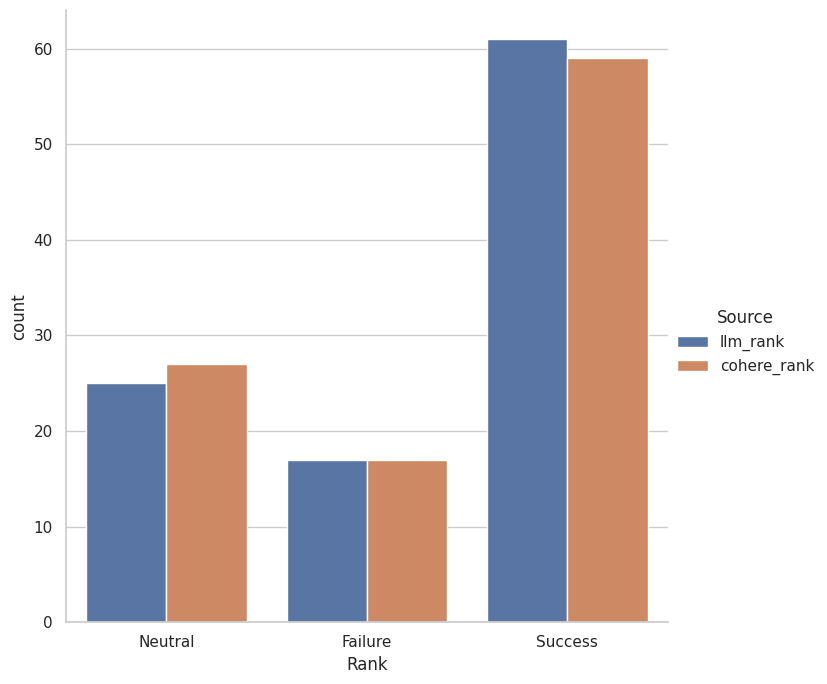 60
50
40
30
20
10
0
count
Neutral
Failure
Success
Rank
Source
llm_rank
cohere_rank